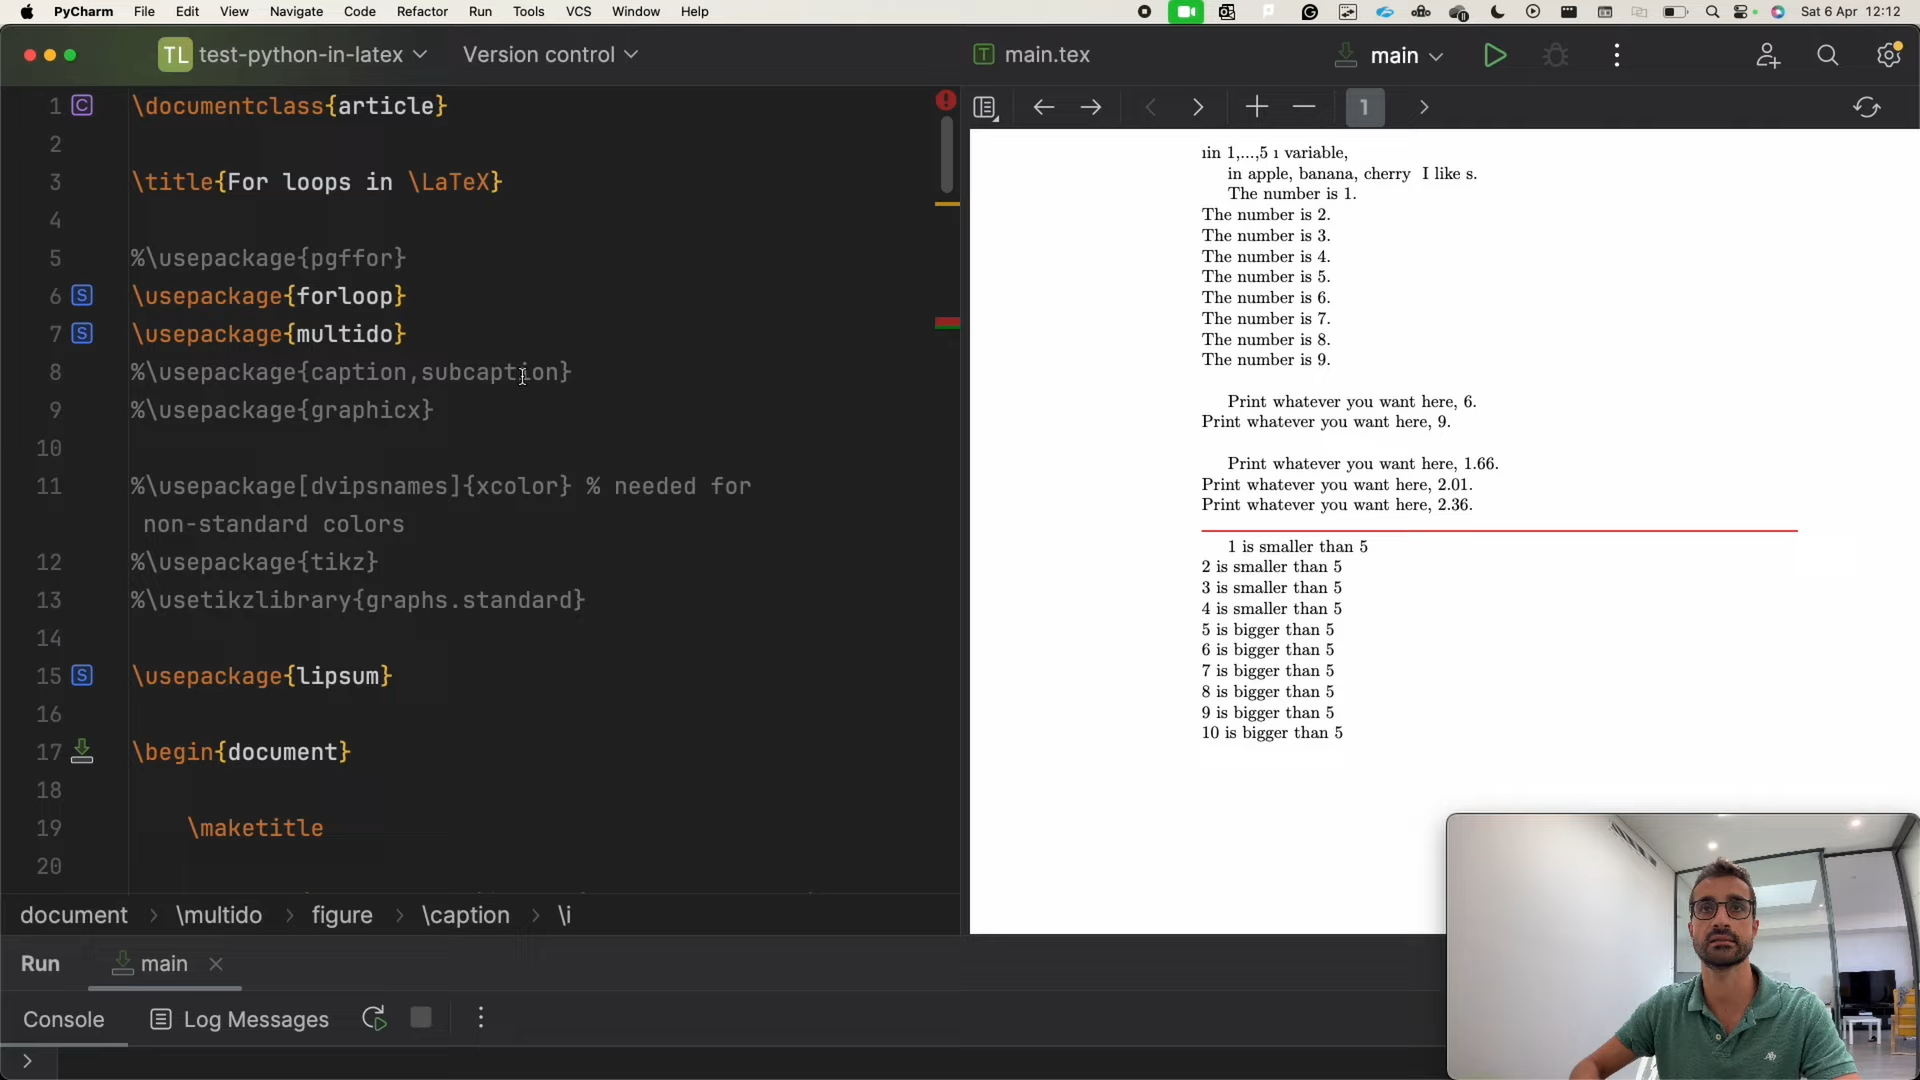 PyCharm File Edit View Navigate Code Refactor Run Tools VCS Window Help Sat 6 Apr 12:12
TL test-python-in-latex Version control main.tex main
1 \documentclass{article}
2
3 \title{For loops in \LaTeX}
4
5 %\usepackage{pgffor}
6 \usepackage{forloop}
7 \usepackage{multido}
8 %\usepackage{caption,subcaption}
9 %\usepackage{graphicx}
10
11 %\usepackage[dvipsnames]{xcolor} % needed for
non-standard colors
12 %\usepackage{tikz}
13 %\usetikzlibrary{graphs.standard}
14
15 \usepackage{lipsum}
16
17 \begin{document}
18
19 \maketitle
20
document \multido figure \caption \i
Run main
Console Log Messages
1
ıin 1,...,5 ı variable,
in apple, banana, cherry I like s.
The number is 1.
The number is 2.
The number is 3.
The number is 4.
The number is 5.
The number is 6.
The number is 7.
The number is 8.
The number is 9.
Print whatever you want here, 6.
Print whatever you want here, 9.
Print whatever you want here, 1.66.
Print whatever you want here, 2.01.
Print whatever you want here, 2.36.
1 is smaller than 5
2 is smaller than 5
3 is smaller than 5
4 is smaller than 5
5 is bigger than 5
6 is bigger than 5
7 is bigger than 5
8 is bigger than 5
9 is bigger than 5
10 is bigger than 5